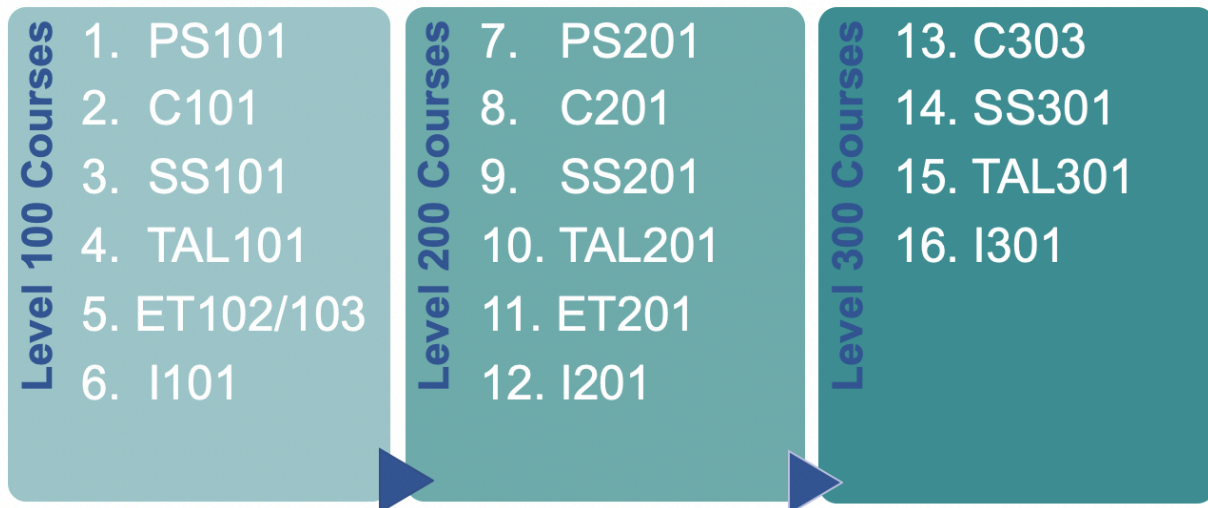 Level 100 Courses
1. PS101
2. C101
3. SS101
4. TAL101
5. ET102/103
6. I101
Level 200 Courses
7. PS201
8. C201
9. SS201
10. TAL201
11. ET201
12. I201
Level 300 Courses
13. C303
14. SS301
15. TAL301
16. I301